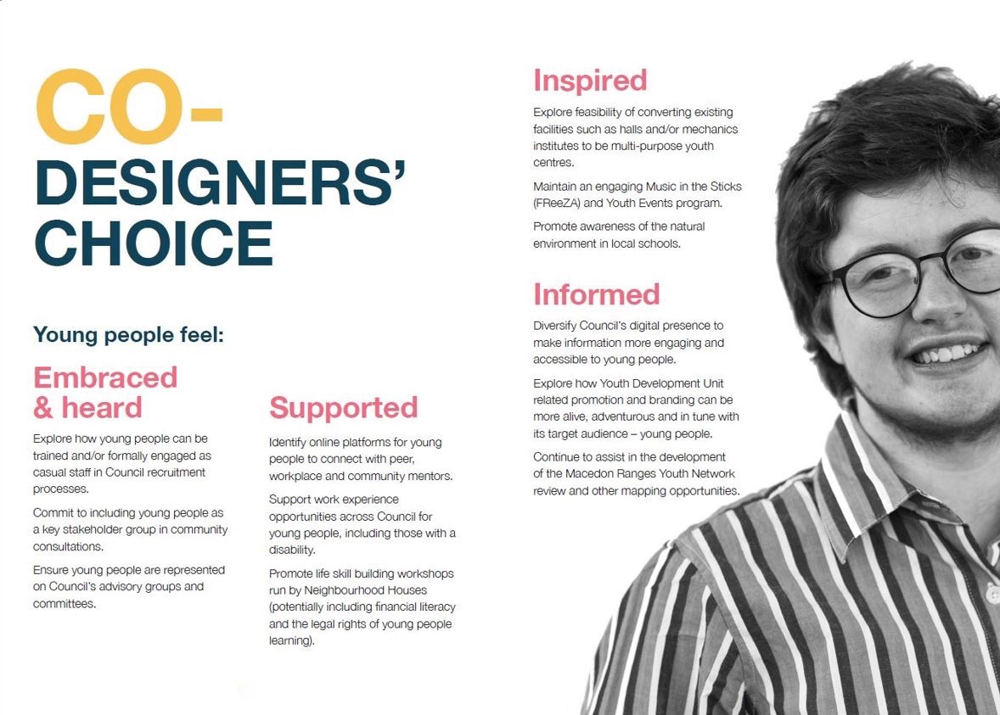 CO-
DESIGNERS’
CHOICE
Young people feel:
Embraced
& heard
Explore how young people can be
trained and/or formally engaged as
casual staff in Council recruitment
processes.
Commit to including young people as
a key stakeholder group in community
consultations.
Ensure young people are represented
on Council’s advisory groups and
committees.
Supported
Identify online platforms for young
people to connect with peer,
workplace and community mentors.
Support work experience
opportunities across Council for
young people, including those with a
disability.
Promote life skill building workshops
run by Neighbourhood Houses
(potentially including financial literacy
and the legal rights of young people
learning).
Inspired
Explore feasibility of converting existing
facilities such as halls and/or mechanics
institutes to be multi-purpose youth
centres.
Maintain an engaging Music in the Sticks
(FReeZA) and Youth Events program.
Promote awareness of the natural
environment in local schools.
Informed
Diversify Council’s digital presence to
make information more engaging and
accessible to young people.
Explore how Youth Development Unit
related promotion and branding can be
more alive, adventurous and in tune with
its target audience – young people.
Continue to assist in the development
of the Macedon Ranges Youth Network
review and other mapping opportunities.